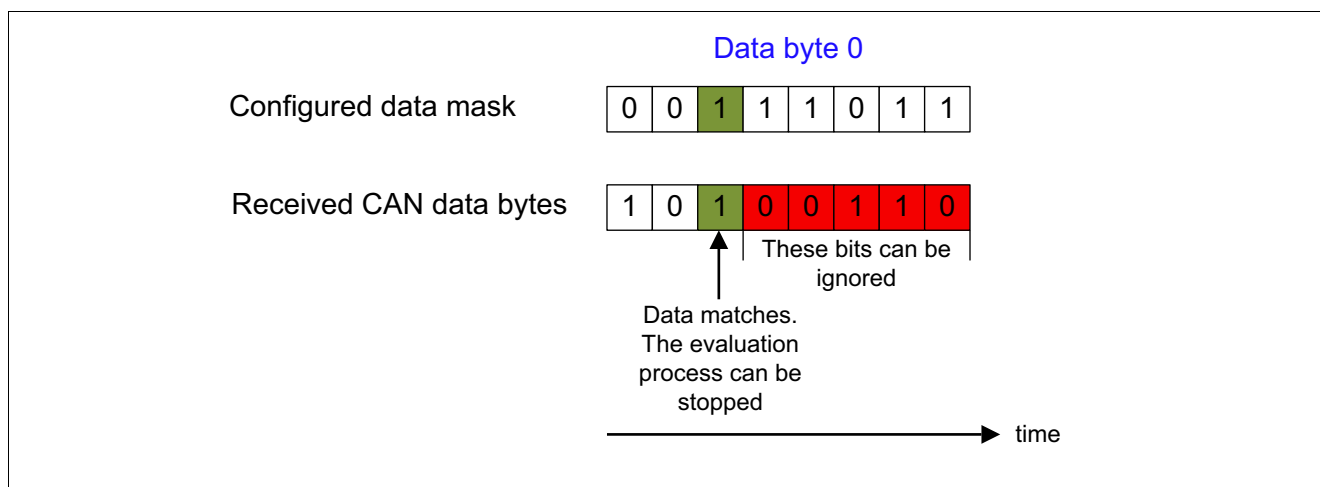 Data byte 0
Configured data mask 0 0 1 1 1 0 1 1
Received CAN data bytes 1 0 1 0 0 1 1 0
These bits can be
ignored
Data matches.
The evaluation
process can be
stopped
time